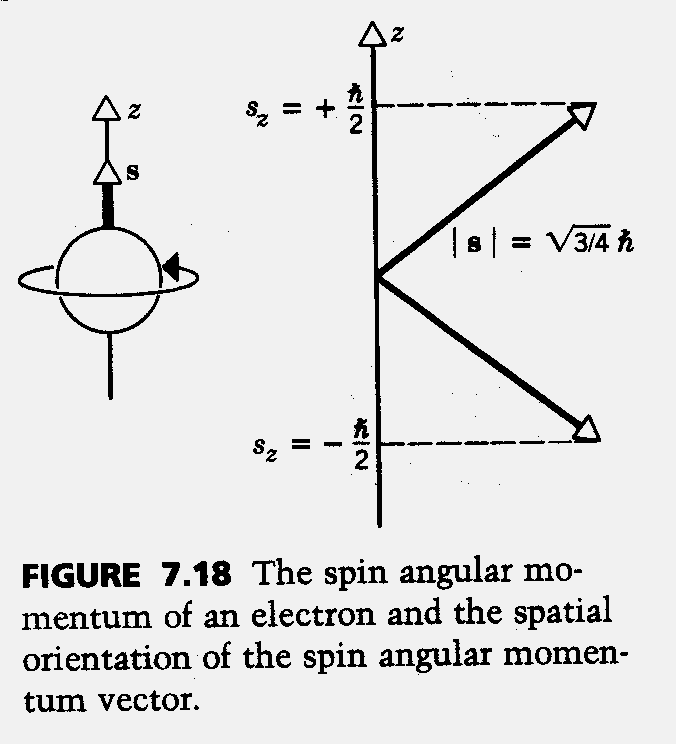 z
z
s_z = + ℏ/2
s
| s | = √3/4 ℏ
s_z = − ℏ/2
FIGURE 7.18 The spin angular mo-
mentum of an electron and the spatial
orientation of the spin angular momen-
tum vector.